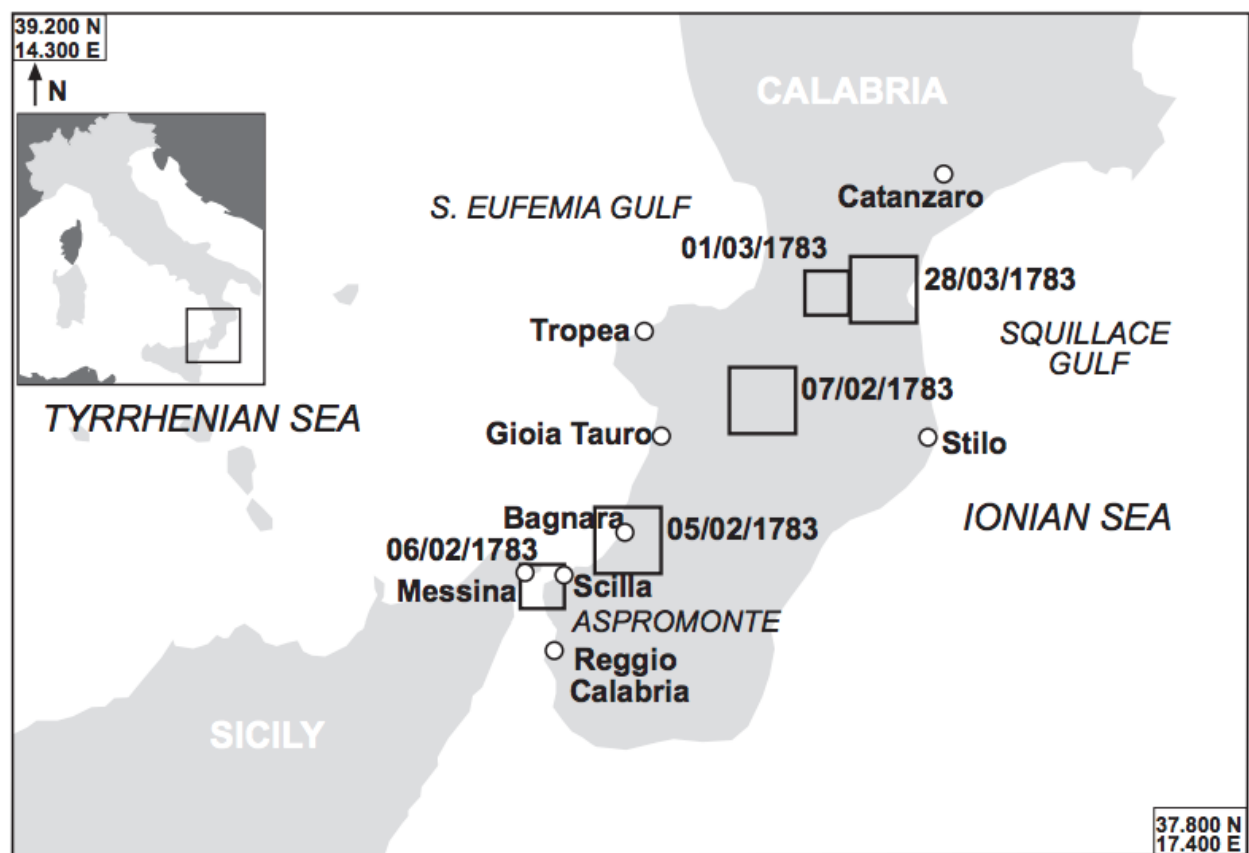 39.200 N
14.300 E
N
CALABRIA
Catanzaro
S. EUFEMIA GULF
01/03/1783
28/03/1783
SQUILLACE
GULF
Tropea
07/02/1783
TYRRHENIAN SEA
Gioia Tauro
Stilo
Bagnara
05/02/1783
IONIAN SEA
06/02/1783
Messina
Scilla
ASPROMONTE
Reggio
Calabria
SICILY
37.800 N
17.400 E